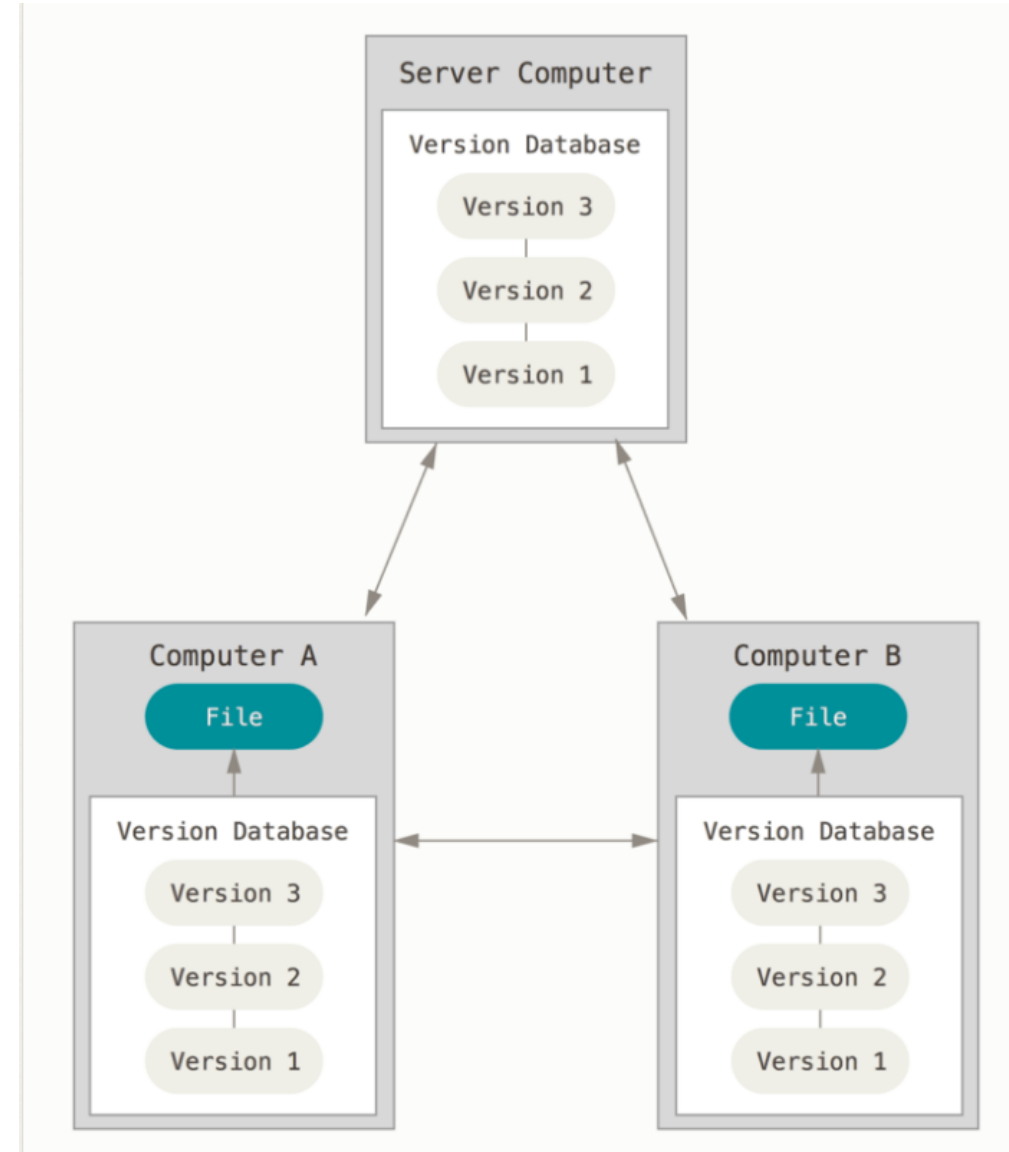 Server Computer
Version Database
Version 3
Version 2
Version 1
Computer A
File
Version Database
Version 3
Version 2
Version 1
Computer B
File
Version Database
Version 3
Version 2
Version 1